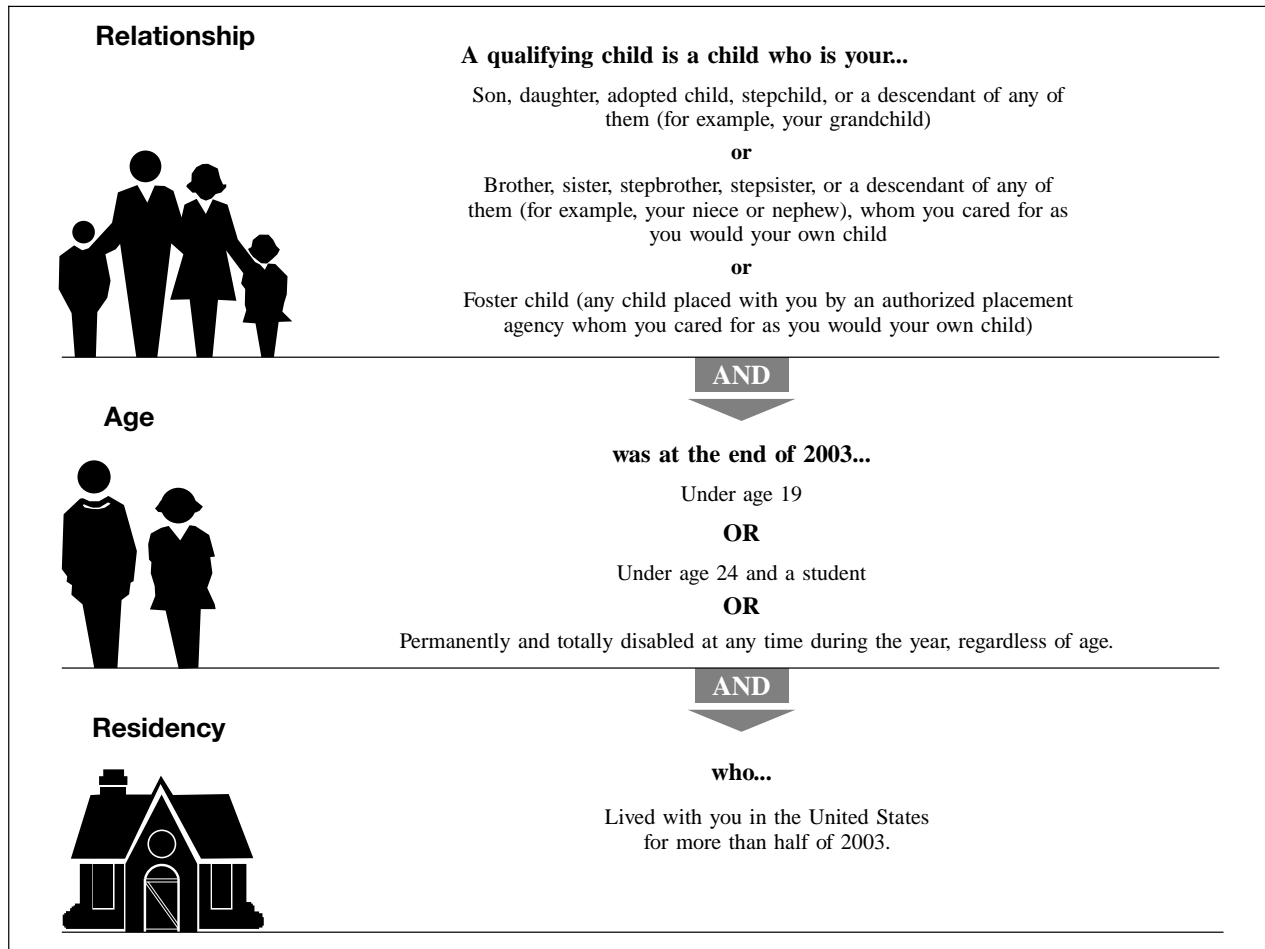 Relationship
A qualifying child is a child who is your...
Son, daughter, adopted child, stepchild, or a descendant of any of
them (for example, your grandchild)
or
Brother, sister, stepbrother, stepsister, or a descendant of any of
them (for example, your niece or nephew), whom you cared for as
you would your own child
or
Foster child (any child placed with you by an authorized placement
agency whom you cared for as you would your own child)
AND
Age
was at the end of 2003...
Under age 19
OR
Under age 24 and a student
OR
Permanently and totally disabled at any time during the year, regardless of age.
AND
Residency
who...
Lived with you in the United States
for more than half of 2003.